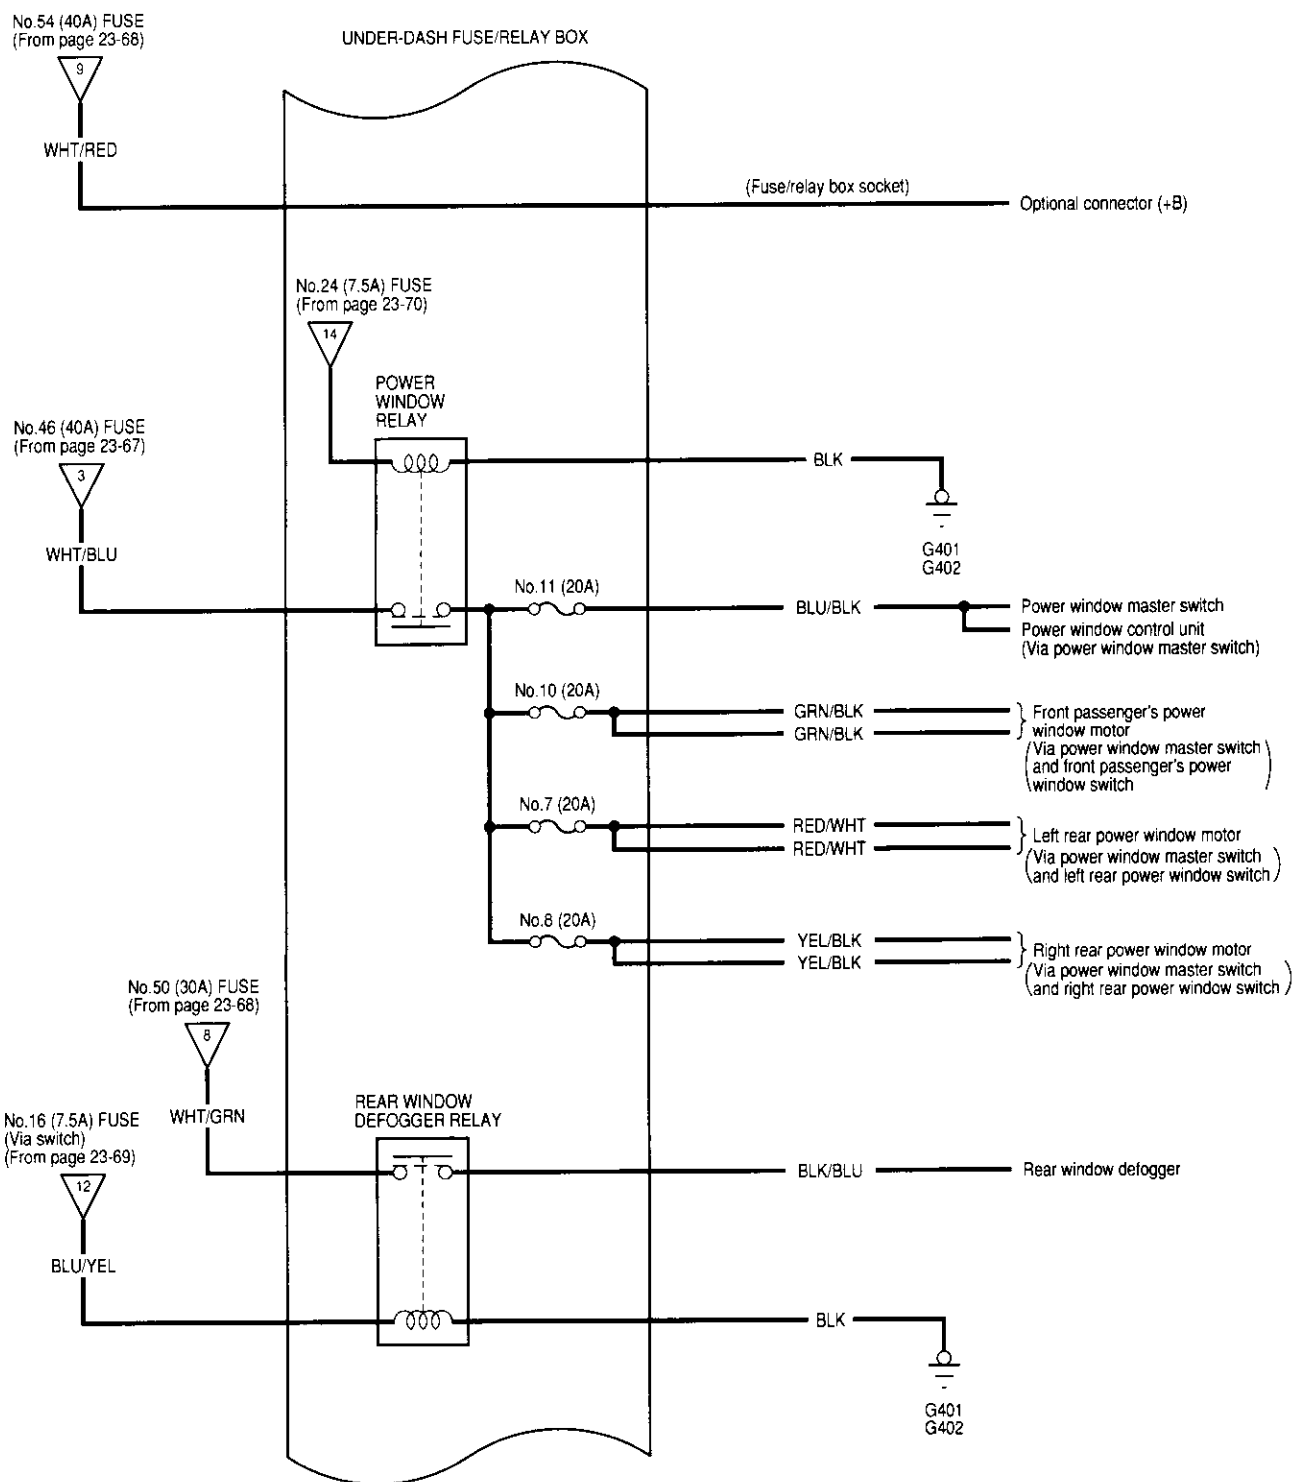 No.54 (40A) FUSE
(From page 23-68)
9
WHT/RED
UNDER-DASH FUSE/RELAY BOX
(Fuse/relay box socket)
Optional connector (+B)
No.24 (7.5A) FUSE
(From page 23-70)
14
POWER
WINDOW
RELAY
No.46 (40A) FUSE
(From page 23-67)
3
WHT/BLU
BLK
G401
G402
No.11 (20A)
BLU/BLK
Power window master switch
Power window control unit
(Via power window master switch)
No.10 (20A)
GRN/BLK
GRN/BLK
Front passenger's power
window motor
(Via power window master switch
and front passenger's power
window switch)
No.7 (20A)
RED/WHT
RED/WHT
Left rear power window motor
(Via power window master switch
and left rear power window switch)
No.8 (20A)
YEL/BLK
YEL/BLK
Right rear power window motor
(Via power window master switch
and right rear power window switch)
No.50 (30A) FUSE
(From page 23-68)
8
WHT/GRN
No.16 (7.5A) FUSE
(Via switch)
(From page 23-69)
12
BLU/YEL
REAR WINDOW
DEFOGGER RELAY
BLK/BLU
Rear window defogger
BLK
G401
G402